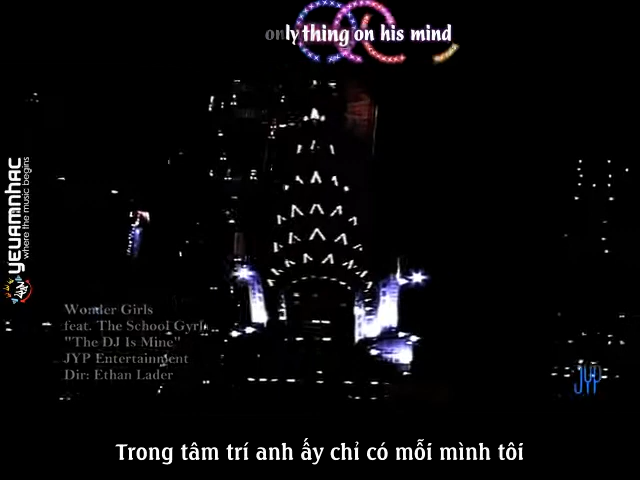 only thing on his mind
YEUAMNHAC
where the music begins
Wonder Girls
feat. The School Gyrls
"The DJ Is Mine"
JYP Entertainment
Dir: Ethan Lader
JYP
Trong tâm trí anh ấy chỉ có mỗi mình tôi